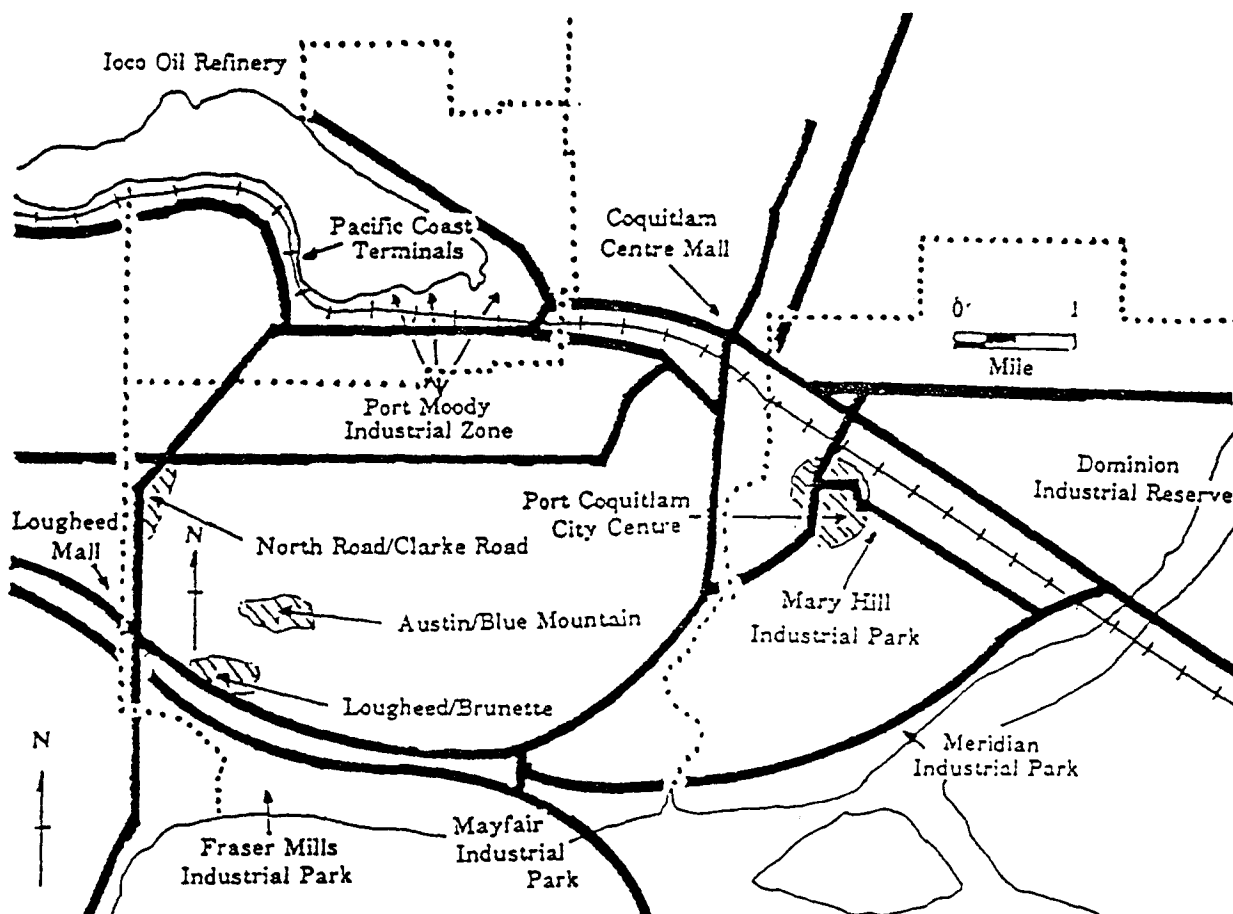 Ioco Oil Refinery
Pacific Coast
Terminals
Coquitlam
Centre Mall
0
1
Mile
Port Moody
Industrial Zone
Dominion
Industrial Reserve
Port Coquitlam
City Centre
Lougheed
Mall
North Road/Clarke Road
N
Mary Hill
Industrial Park
Austin/Blue Mountain
Lougheed/Brunette
N
Meridian
Industrial Park
Mayfair
Industrial
Park
Fraser Mills
Industrial Park